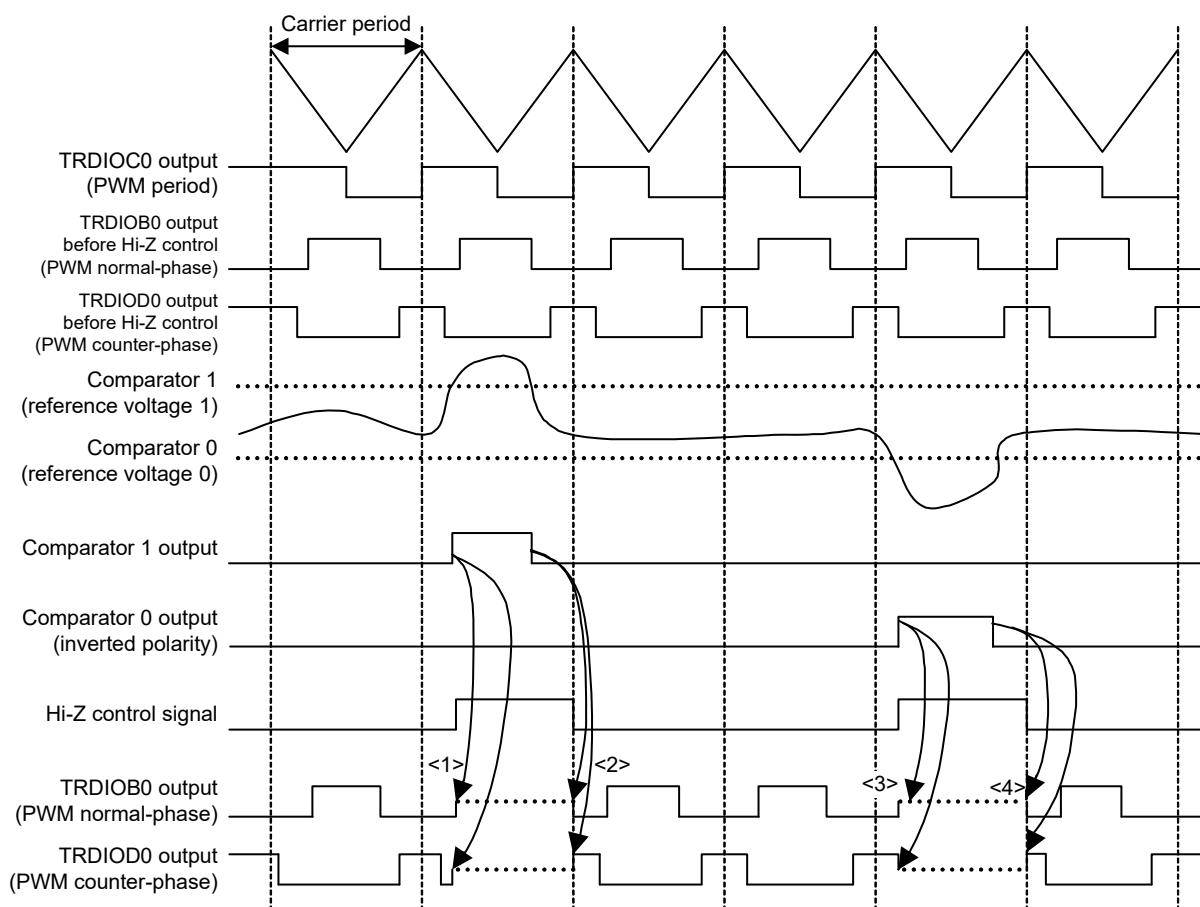 Carrier period
TRDIOC0 output
(PWM period)
TRDIOB0 output
before Hi-Z control
(PWM normal-phase)
TRDIOD0 output
before Hi-Z control
(PWM counter-phase)
Comparator 1
(reference voltage 1)
Comparator 0
(reference voltage 0)
Comparator 1 output
Comparator 0 output
(inverted polarity)
Hi-Z control signal
<1>
<2>
<3>
<4>
TRDIOB0 output
(PWM normal-phase)
TRDIOD0 output
(PWM counter-phase)